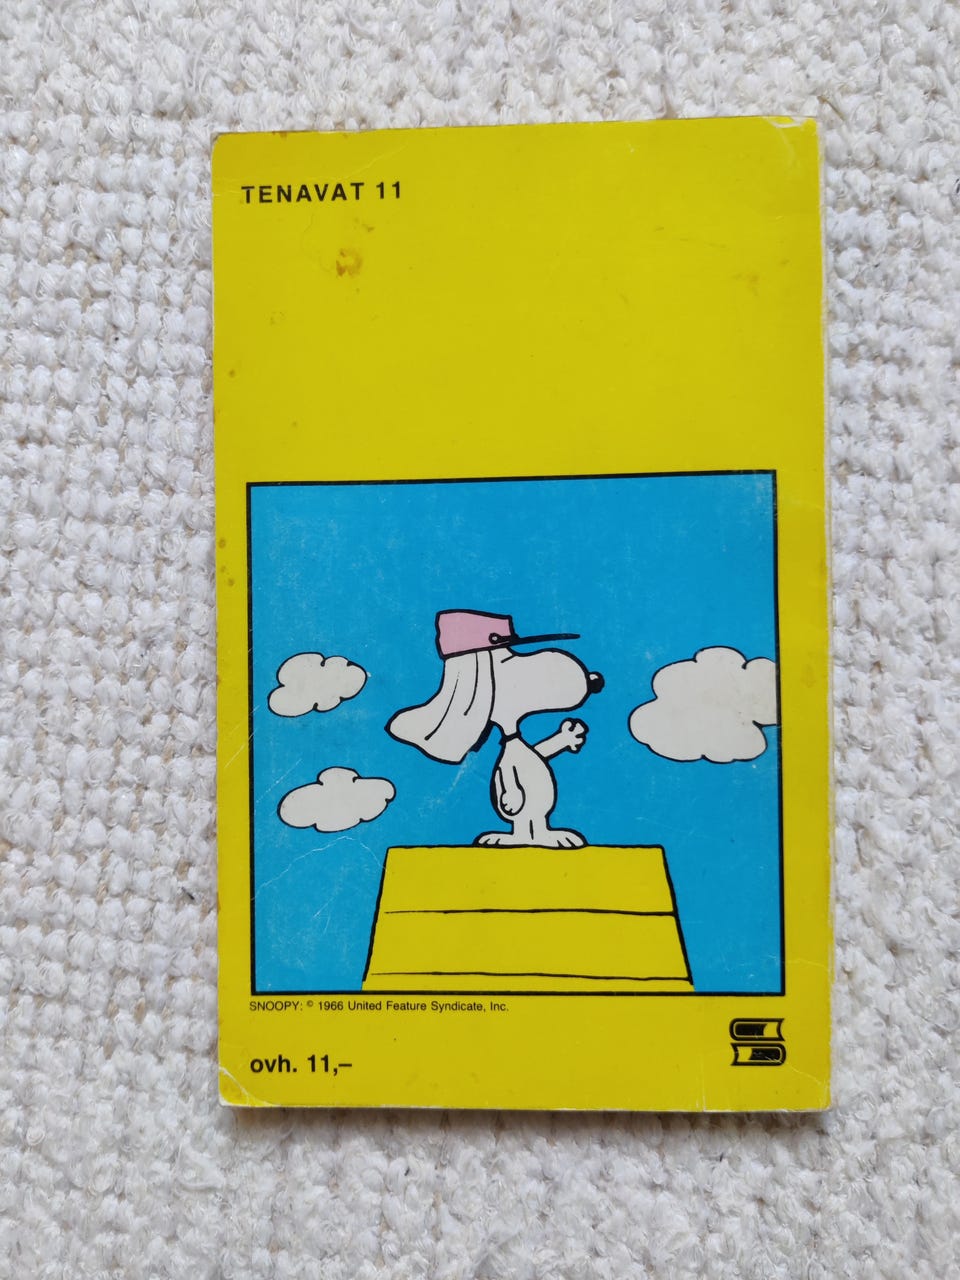 TENAVAT 11
SNOOPY: © 1966 United Feature Syndicate, Inc.
ovh. 11,–